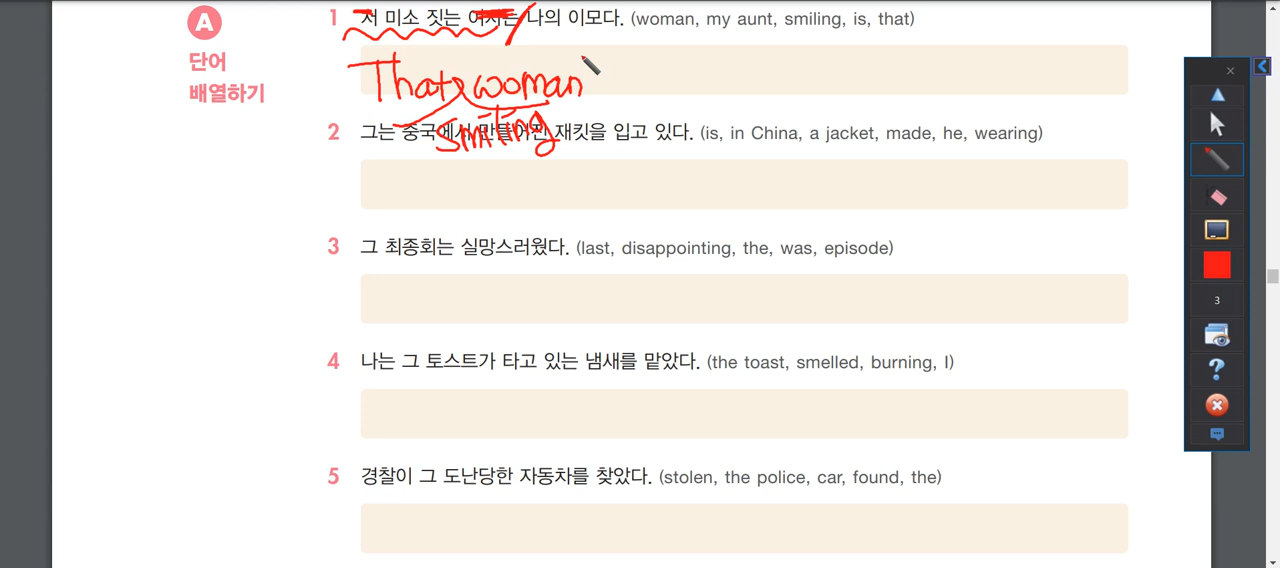 A
단어
배열하기
1 저 미소 짓는 여자는 나의 이모다. (woman, my aunt, smiling, is, that)
That woman
smiling
2 그는 중국에서 만들어진 재킷을 입고 있다. (is, in China, a jacket, made, he, wearing)
3 그 최종회는 실망스러웠다. (last, disappointing, the, was, episode)
4 나는 그 토스트가 타고 있는 냄새를 맡았다. (the toast, smelled, burning, I)
5 경찰이 그 도난당한 자동차를 찾았다. (stolen, the police, car, found, the)
3
?